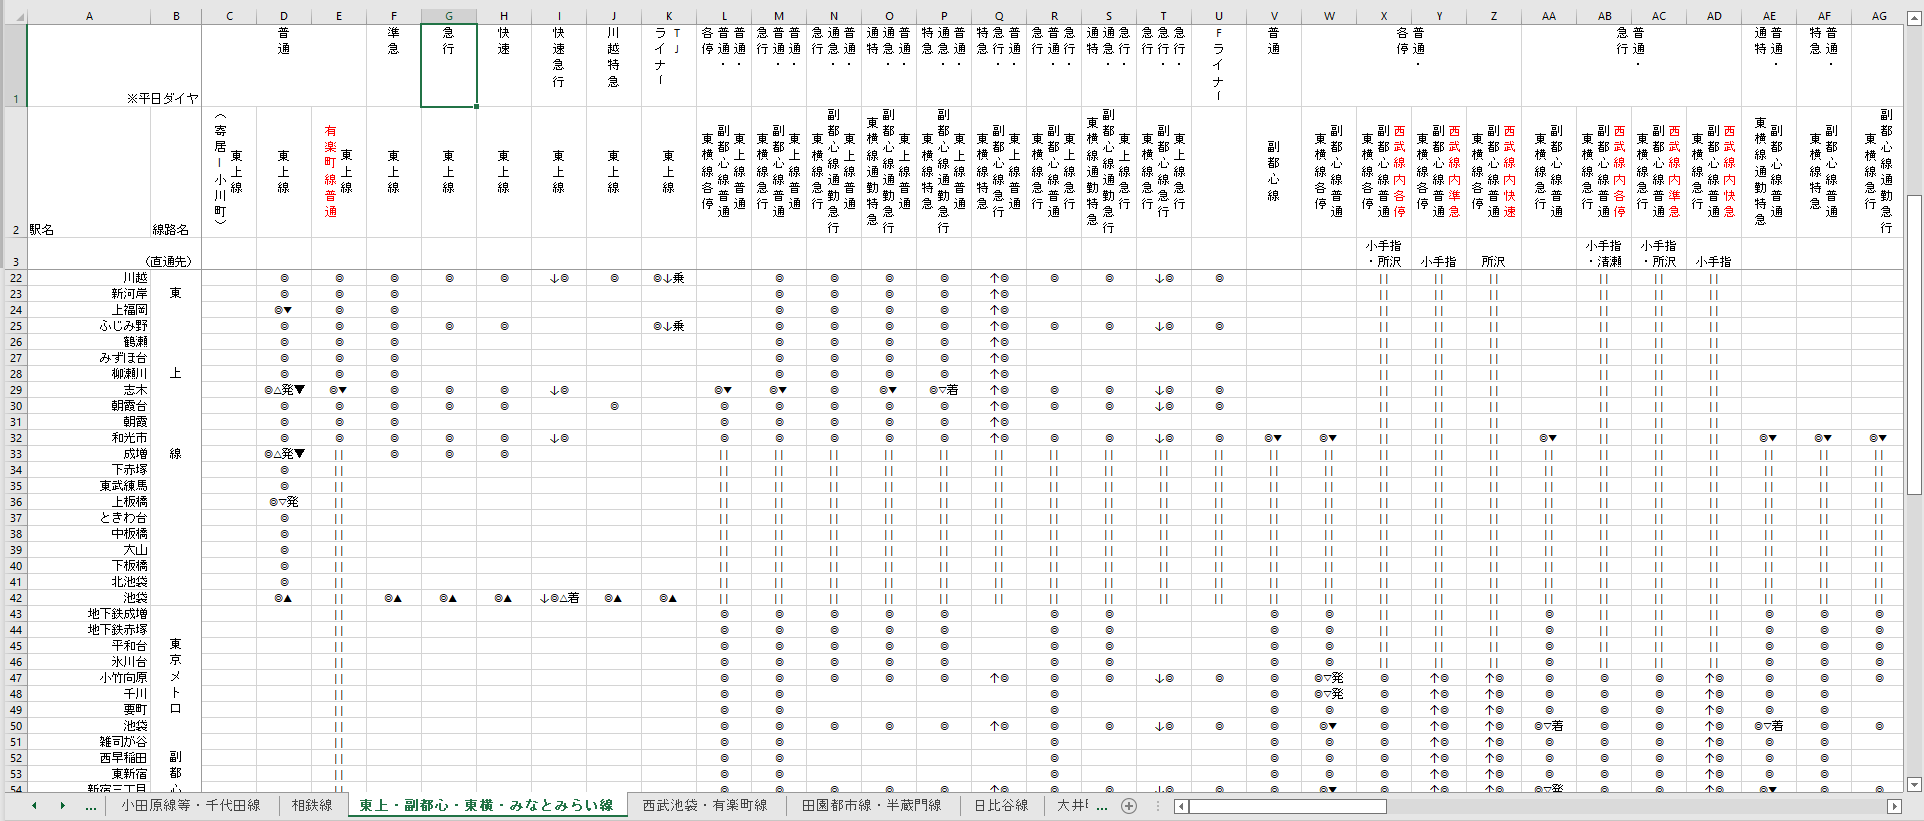 A B C D E F G H I J K L M N O P Q R S T U V W X Y Z AA AB AC AD AE AF AG
1 ※平日ダイヤ 普通 準急 急行 快速 快速急行 川越特急 TJライナー 普通・各停 普通・急行 普通・通急・急行 普通・通急・通特 普通・通急・特急 普通・急行・特急 急行・普通・急行 急行・通急・通特 急行・急行・急行 Fライナー 普通 普通・各停 普通・急行 普通・通特 普通・特急
2 駅名 線路名 東上線（寄居ー小川町） 東上線 東上線有楽町線普通 東上線 東上線 東上線 東上線 東上線 東上線 東上線普通副都心線普通東横線各停 東上線普通副都心線普通東横線急行 東上線普通副都心線通勤急行東横線急行 東上線普通副都心線通勤急行東横線通勤特急 東上線普通副都心線通勤急行東横線特急 東上線普通副都心線急行東横線特急 東上線急行副都心線普通東横線急行 東上線急行副都心線通勤急行東横線通勤特急 東上線急行副都心線急行東横線急行 副都心線 副都心線普通東横線各停 西武線内各停副都心線普通東横線各停 西武線内準急副都心線普通東横線各停 西武線内快速副都心線普通東横線各停 副都心線普通東横線急行 西武線内各停副都心線普通東横線急行 西武線内準急副都心線普通東横線急行 西武線内快急副都心線普通東横線急行 副都心線普通東横線通勤特急 副都心線普通東横線特急 副都心線通勤急行東横線急行
3 （直通先） 小手指・所沢 小手指 所沢 小手指・清瀬 小手指・所沢 小手指
22 川越 ◎ ◎ ◎ ◎ ◎ ↓◎ ◎ ◎↓乗 ◎ ◎ ◎ ◎ ↑◎ ◎ ◎ ↓◎ ◎ || || || || || ||
23 新河岸 東 ◎ ◎ ◎ ◎ ◎ ◎ ◎ ↑◎ || || || || || ||
24 上福岡 ◎▼ ◎ ◎ ◎ ◎ ◎ ◎ ↑◎ || || || || || ||
25 ふじみ野 ◎ ◎ ◎ ◎ ◎ ◎↓乗 ◎ ◎ ◎ ◎ ↑◎ ◎ ◎ ↓◎ ◎ || || || || || ||
26 鶴瀬 ◎ ◎ ◎ ◎ ◎ ◎ ◎ ↑◎ || || || || || ||
27 みずほ台 ◎ ◎ ◎ ◎ ◎ ◎ ◎ ↑◎ || || || || || ||
28 柳瀬川 上 ◎ ◎ ◎ ◎ ◎ ◎ ◎ ↑◎ || || || || || ||
29 志木 ◎△発▼ ◎▼ ◎ ◎ ◎ ↓◎ ◎▼ ◎▼ ◎ ◎▼ ◎▽着 ↑◎ ◎ ◎ ↓◎ ◎ || || || || || ||
30 朝霞台 ◎ ◎ ◎ ◎ ◎ ◎ ◎ ◎ ◎ ◎ ◎ ↑◎ ◎ ◎ ↓◎ ◎ || || || || || ||
31 朝霞 ◎ ◎ ◎ ◎ ◎ ◎ ◎ ◎ ↑◎ || || || || || ||
32 和光市 ◎ ◎ ◎ ◎ ◎ ↓◎ ◎ ◎ ◎ ◎ ◎ ↑◎ ◎ ◎ ↓◎ ◎ ◎▼ ◎▼ || || || ◎▼ || || || ◎▼ ◎▼ ◎▼
33 成増 線 ◎△発▼ || ◎ ◎ ◎ || || || || || || || || || || || || || || || || || || || || || ||
34 下赤塚 ◎ || || || || || || || || || || || || || || || || || || || || || || ||
35 東武練馬 ◎ || || || || || || || || || || || || || || || || || || || || || || ||
36 上板橋 ◎▽発 || || || || || || || || || || || || || || || || || || || || || || ||
37 ときわ台 ◎ || || || || || || || || || || || || || || || || || || || || || || ||
38 中板橋 ◎ || || || || || || || || || || || || || || || || || || || || || || ||
39 大山 ◎ || || || || || || || || || || || || || || || || || || || || || || ||
40 下板橋 ◎ || || || || || || || || || || || || || || || || || || || || || || ||
41 北池袋 ◎ || || || || || || || || || || || || || || || || || || || || || || ||
42 池袋 ◎▲ || ◎▲ ◎▲ ◎▲ ↓◎△着 ◎▲ ◎▲ || || || || || || || || || || || || || || || || || || || || || ||
43 地下鉄成増 || ◎ ◎ ◎ ◎ ◎ ◎ ◎ ◎ ◎ || || || ◎ || || || ◎ ◎ ◎
44 地下鉄赤塚 || ◎ ◎ ◎ ◎ ◎ ◎ ◎ ◎ ◎ || || || ◎ || || || ◎ ◎ ◎
45 平和台 東 || ◎ ◎ ◎ ◎ ◎ ◎ ◎ ◎ ◎ || || || ◎ || || || ◎ ◎ ◎
46 氷川台 京 || ◎ ◎ ◎ ◎ ◎ ◎ ◎ ◎ ◎ || || || ◎ || || || ◎ ◎ ◎
47 小竹向原 メ || ◎ ◎ ◎ ◎ ◎ ↑◎ ◎ ◎ ↓◎ ◎ ◎ ◎▽発 ◎ ↑◎ ↑◎ ◎ ◎ ◎ ↑◎ ◎ ◎ ◎
48 千川 ト || ◎ ◎ ◎ ◎ ◎▽発 ◎ ↑◎ ↑◎ ◎ ◎ ◎ ↑◎ ◎ ◎
49 要町 ロ || ◎ ◎ ◎ ◎ ◎ ◎ ↑◎ ↑◎ ◎ ◎ ◎ ↑◎ ◎ ◎
50 池袋 || ◎ ◎ ◎ ◎ ◎ ↑◎ ◎ ◎ ↓◎ ◎ ◎ ◎▼ ◎ ↑◎ ↑◎ ◎▽着 ◎ ◎ ↑◎ ◎▽着 ◎ ◎
51 雑司が谷 || ◎ ◎ ◎ ◎ ◎ ◎ ↑◎ ↑◎ ◎ ◎ ◎ ↑◎ ◎ ◎
52 西早稲田 副 || ◎ ◎ ◎ ◎ ◎ ◎ ↑◎ ↑◎ ◎ ◎ ◎ ↑◎ ◎ ◎
53 東新宿 都 || ◎ ◎ ◎ ◎ ◎ ◎ ↑◎ ↑◎ ◎ ◎ ◎ ↑◎ ◎ ◎
54 新宿三丁目 心
... 小田原線等・千代田線 相鉄線 東上・副都心・東横・みなとみらい線 西武池袋・有楽町線 田園都市線・半蔵門線 日比谷線 大井 ...